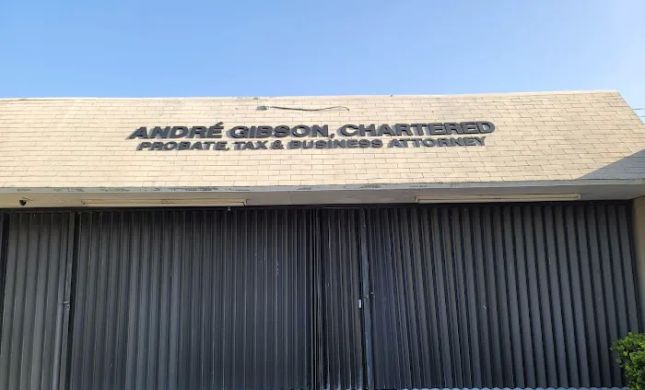 ANDRÉ GIBSON, CHARTERED
PROBATE, TAX & BUSINESS ATTORNEY